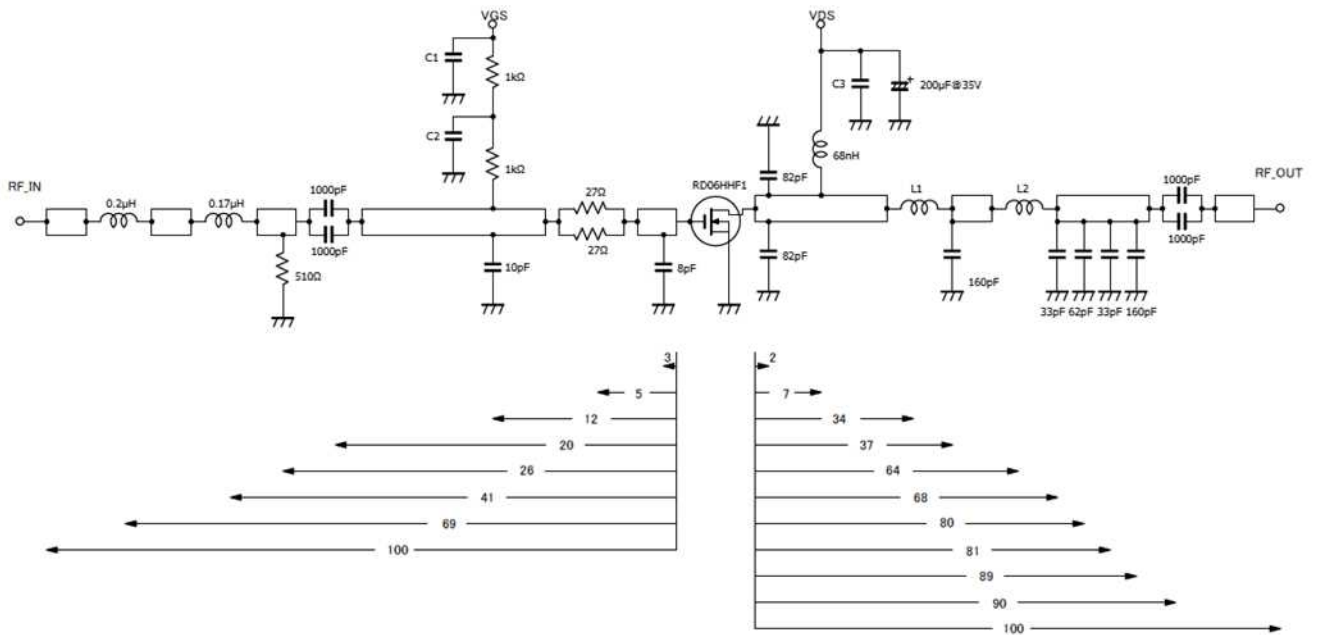 VGS
VDS
C1
1kΩ
C3
200μF@35V
C2
1kΩ
68nH
RF_IN
0.2μH
0.17μH
1000pF
27Ω
RD06HHF1
82pF
L1
L2
1000pF
RF_OUT
1000pF
27Ω
82pF
1000pF
510Ω
10pF
8pF
160pF
33pF 62pF 33pF 160pF
3
2
5
7
12
34
20
37
26
64
41
68
69
80
100
81
89
90
100